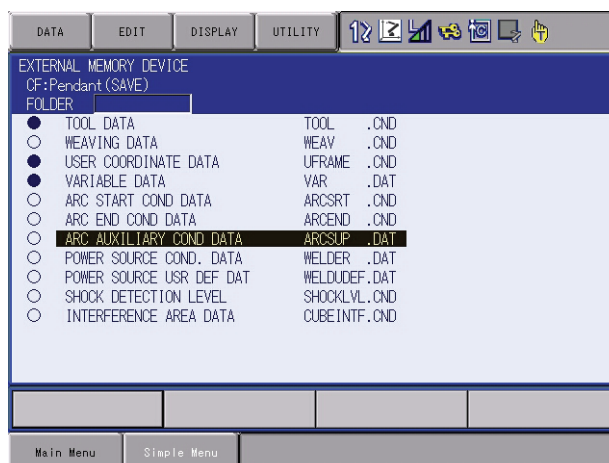 DATA EDIT DISPLAY UTILITY
EXTERNAL MEMORY DEVICE
CF:Pendant(SAVE)
FOLDER
TOOL DATA TOOL .CND
WEAVING DATA WEAV .CND
USER COORDINATE DATA UFRAME .CND
VARIABLE DATA VAR .DAT
ARC START COND DATA ARCSRT .CND
ARC END COND DATA ARCEND .CND
ARC AUXILIARY COND DATA ARCSUP .DAT
POWER SOURCE COND. DATA WELDER .DAT
POWER SOURCE USR DEF DAT WELDUDEF.DAT
SHOCK DETECTION LEVEL SHOCKLVL.CND
INTERFERENCE AREA DATA CUBEINTF.CND
Main Menu Simple Menu